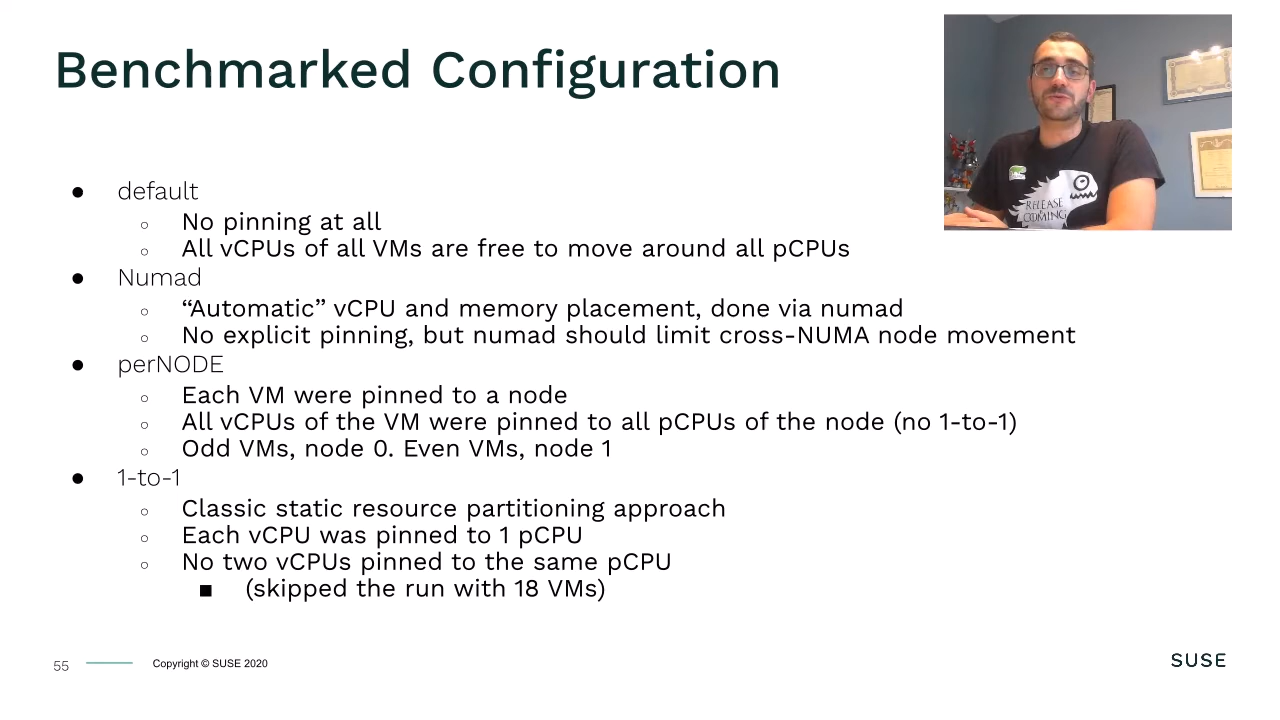 Benchmarked Configuration
● default
○ No pinning at all
○ All vCPUs of all VMs are free to move around all pCPUs
● Numad
○ “Automatic” vCPU and memory placement, done via numad
○ No explicit pinning, but numad should limit cross-NUMA node movement
● perNODE
○ Each VM were pinned to a node
○ All vCPUs of the VM were pinned to all pCPUs of the node (no 1-to-1)
○ Odd VMs, node 0. Even VMs, node 1
● 1-to-1
○ Classic static resource partitioning approach
○ Each vCPU was pinned to 1 pCPU
○ No two vCPUs pinned to the same pCPU
■ (skipped the run with 18 VMs)
RELEASE
COMING
55
Copyright © SUSE 2020
SUSE